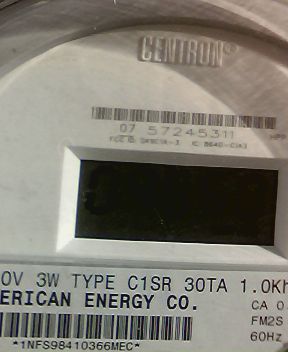 CENTRON®
07 57245311
0V 3W TYPE C1SR 30TA 1.0Kh
ERICAN ENERGY CO.
CA 0
FM2S
60Hz
*1NFS98410366MEC*